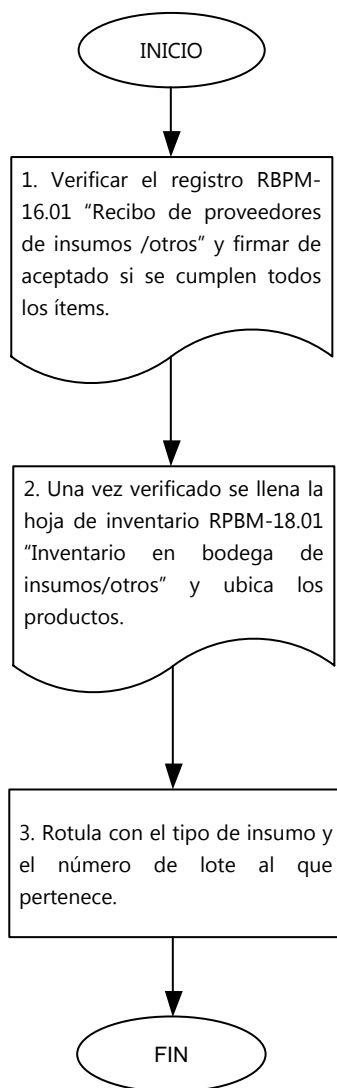 INICIO
1. Verificar el registro RBPM-
16.01 "Recibo de proveedores
de insumos /otros" y firmar de
aceptado si se cumplen todos
los ítems.
2. Una vez verificado se llena la
hoja de inventario RPBM-18.01
"Inventario en bodega de
insumos/otros" y ubica los
productos.
3. Rotula con el tipo de insumo y
el número de lote al que
pertenece.
FIN